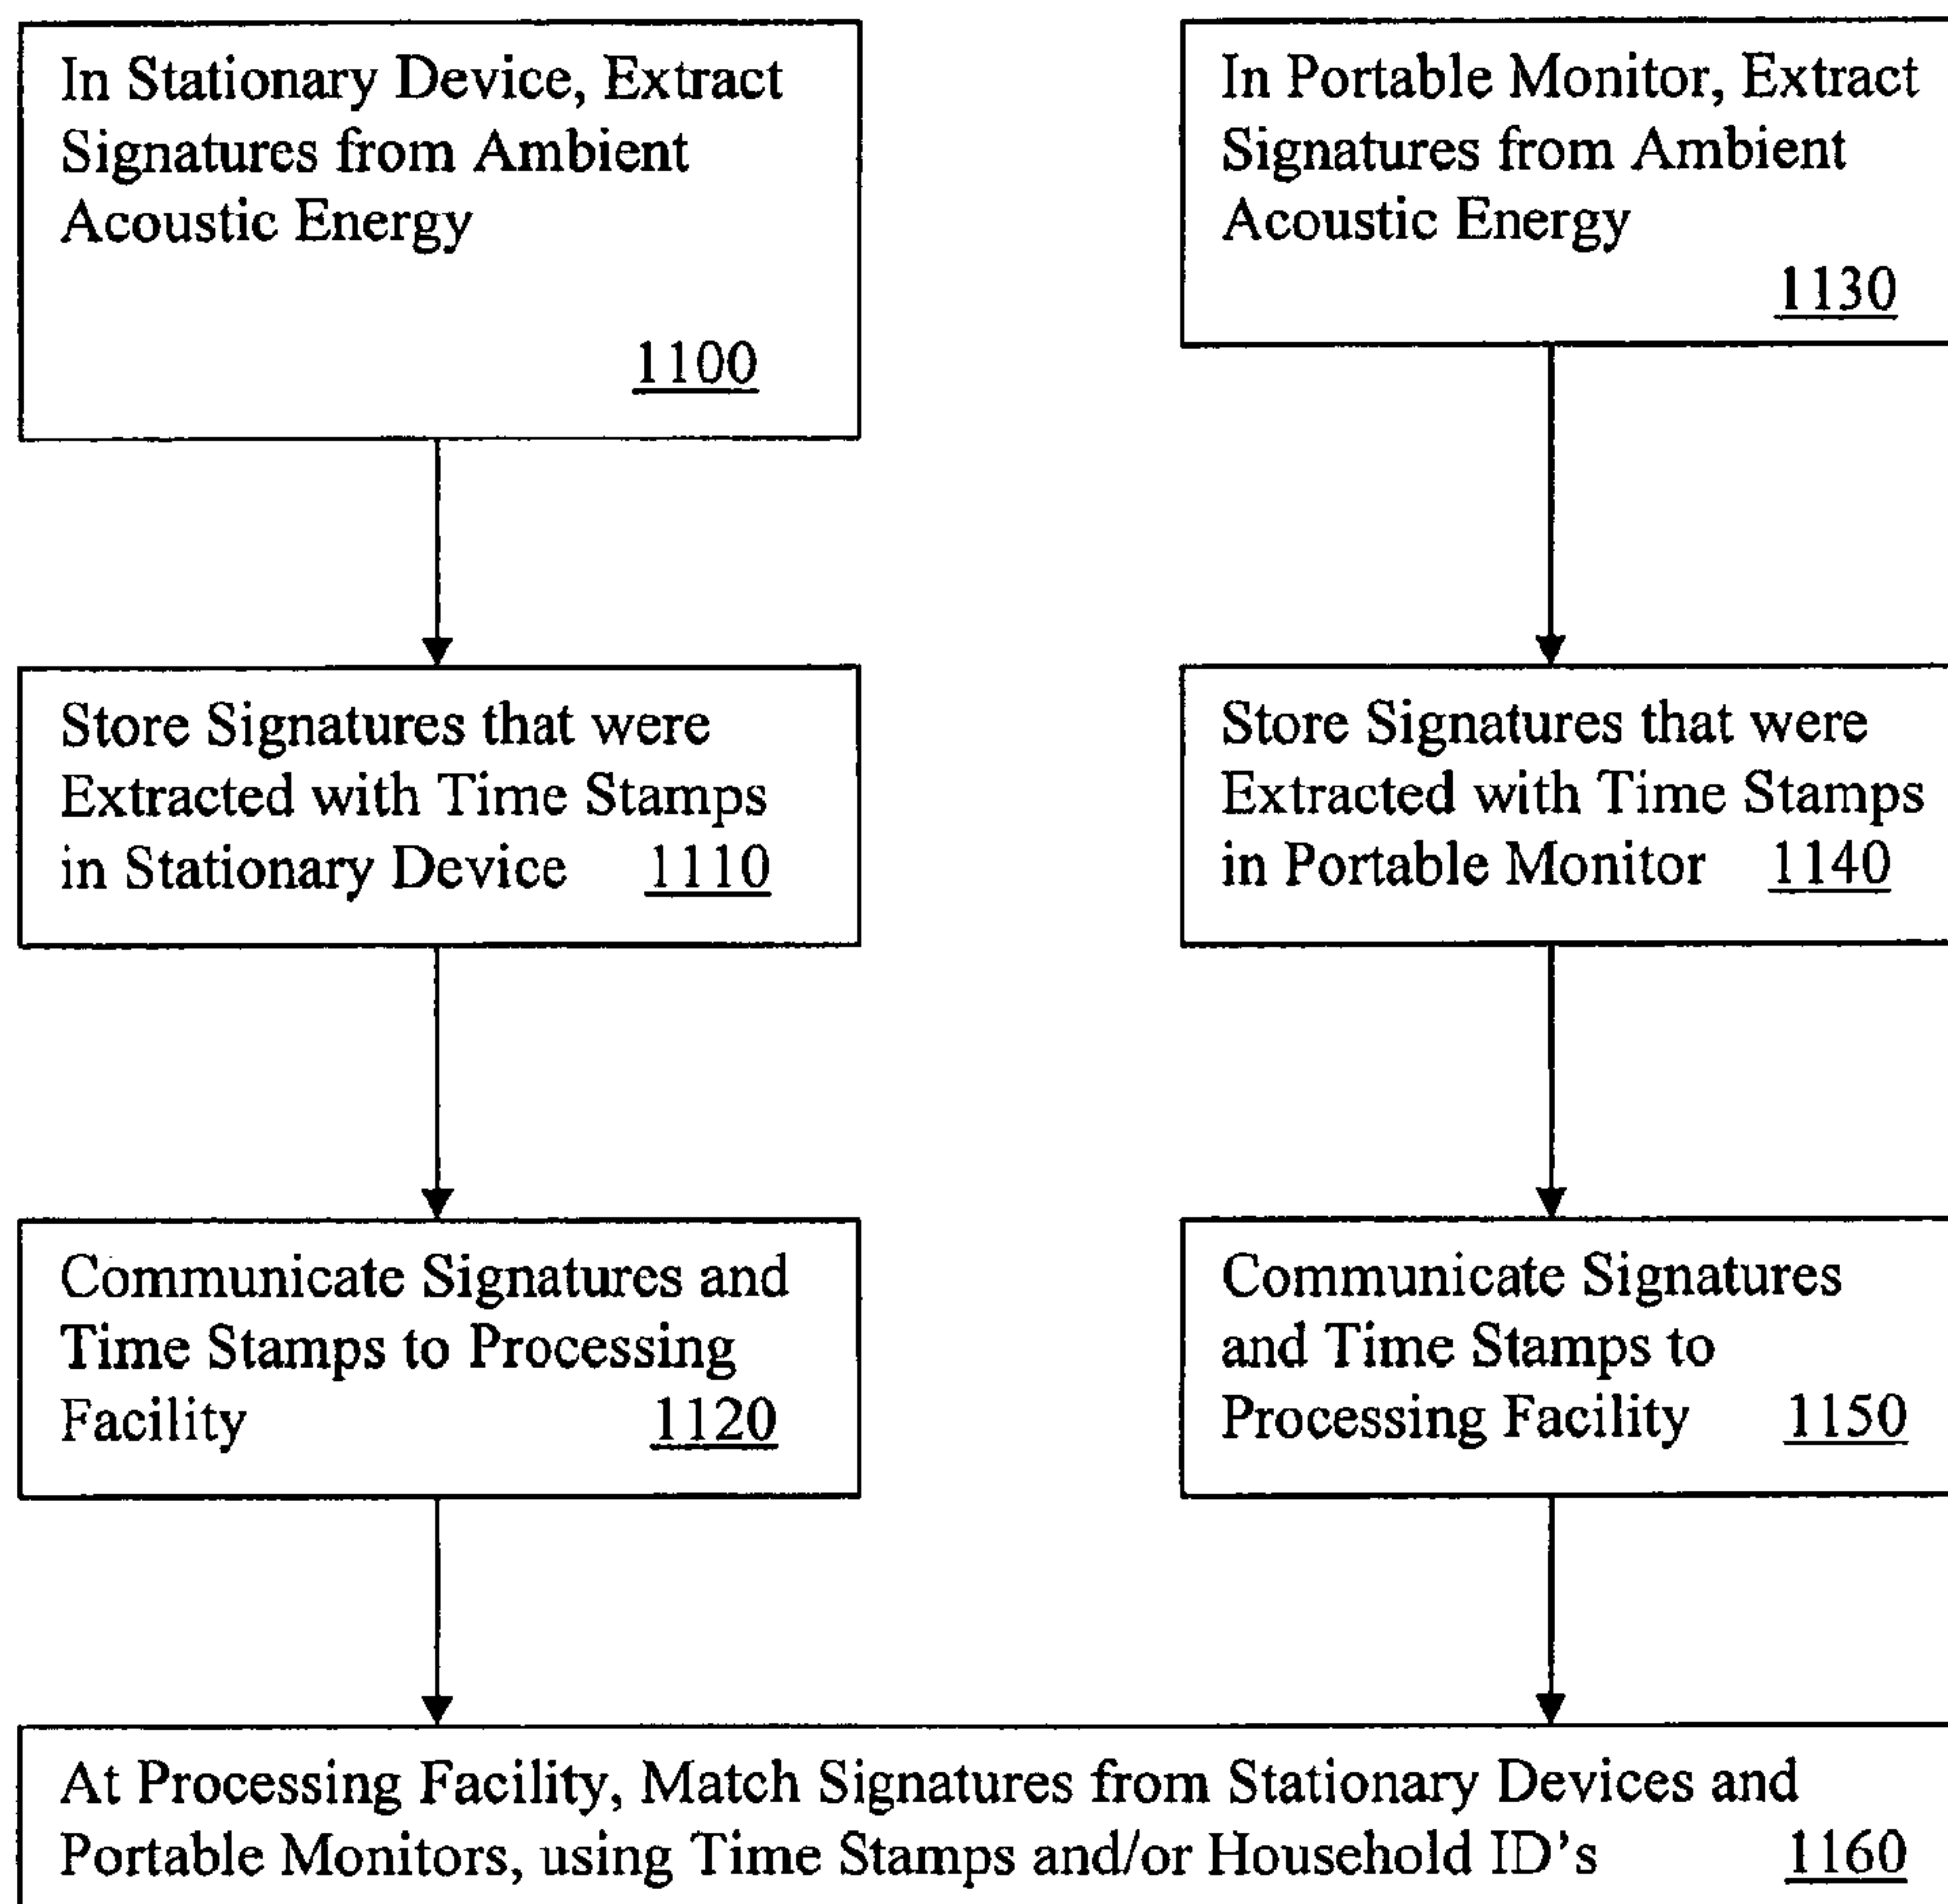 In Stationary Device, Extract
Signatures from Ambient
Acoustic Energy
1100
In Portable Monitor, Extract
Signatures from Ambient
Acoustic Energy
1130
Store Signatures that were
Extracted with Time Stamps
in Stationary Device 1110
Store Signatures that were
Extracted with Time Stamps
in Portable Monitor 1140
Communicate Signatures and
Time Stamps to Processing
Facility 1120
Communicate Signatures
and Time Stamps to
Processing Facility 1150
At Processing Facility, Match Signatures from Stationary Devices and
Portable Monitors, using Time Stamps and/or Household ID's 1160